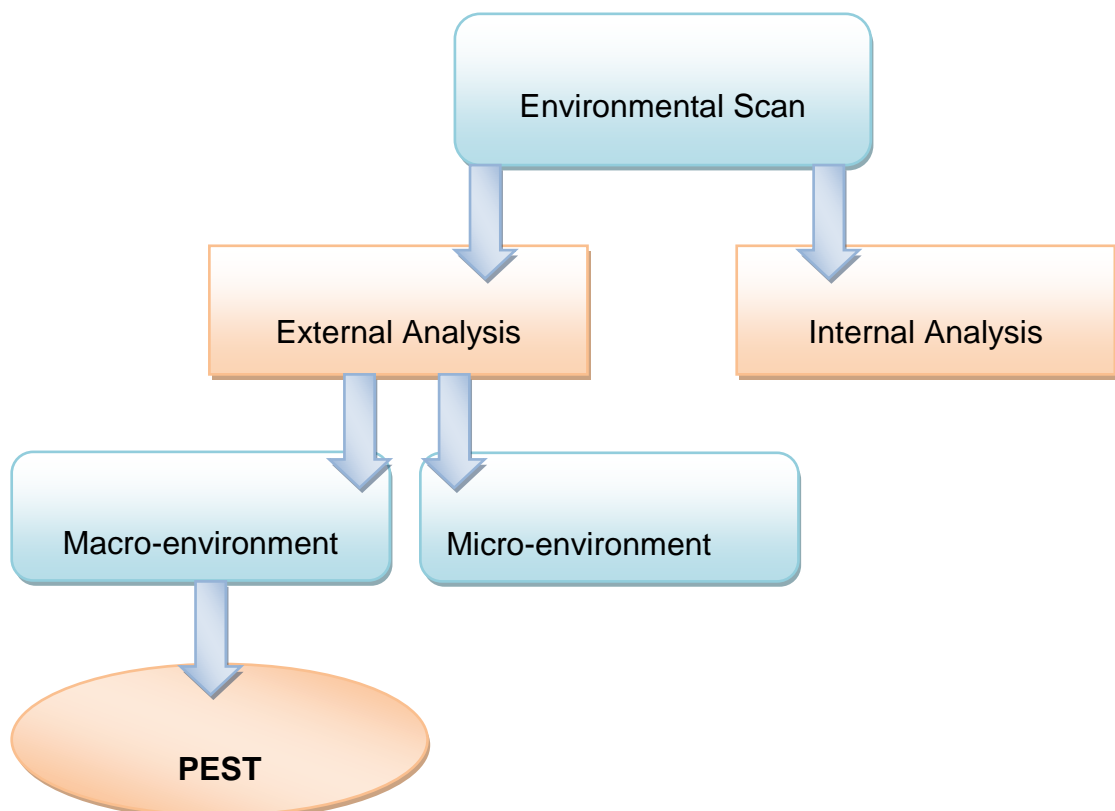 Environmental Scan
External Analysis
Internal Analysis
Macro-environment
Micro-environment
PEST